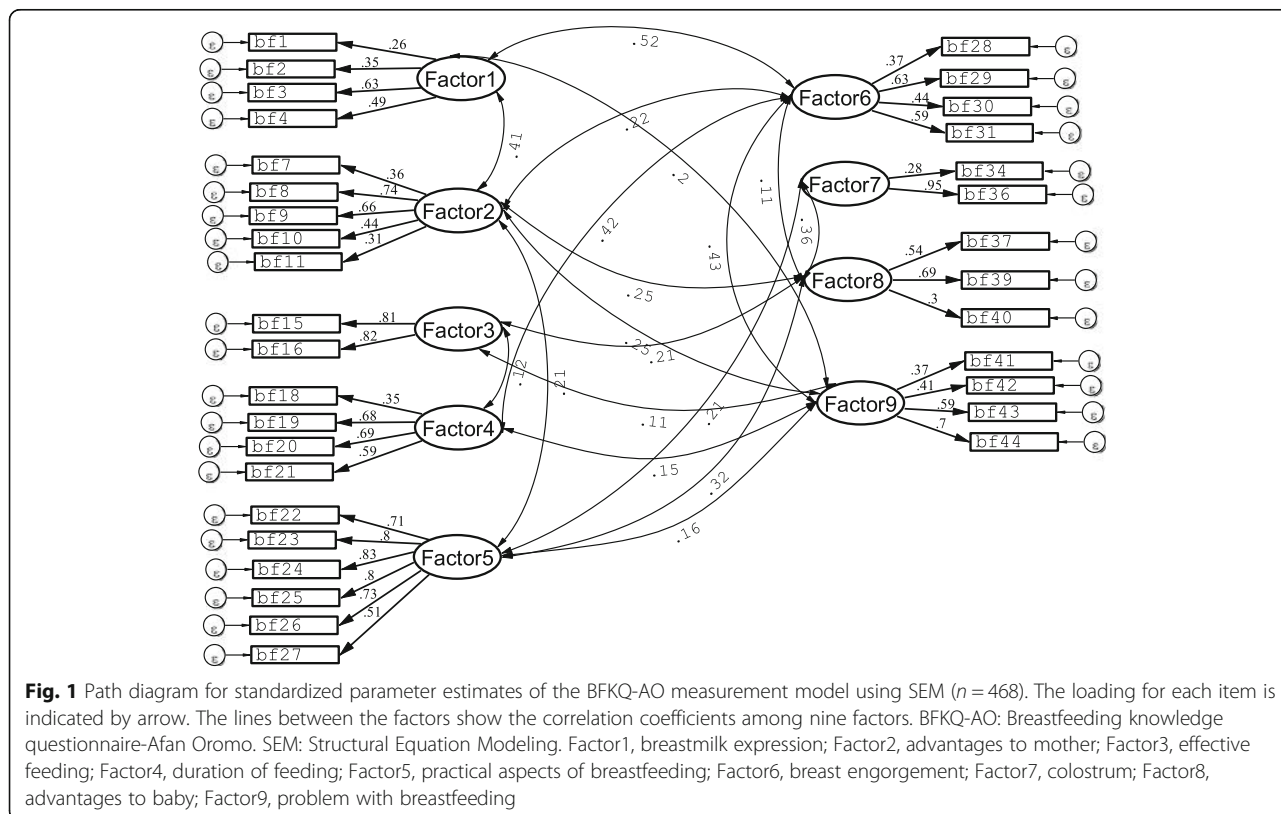 ε bf1 .26
ε bf2 .35
ε bf3 .63
ε bf4 .49
Factor1
ε bf7 .36
ε bf8 .74
ε bf9 .66
ε bf10 .44
ε bf11 .31
Factor2
ε bf15 .81
ε bf16 .82
Factor3
ε bf18 .35
ε bf19 .68
ε bf20 .69
ε bf21 .59
Factor4
ε bf22 .71
ε bf23 .8
ε bf24 .83
ε bf25 .8
ε bf26 .73
ε bf27 .51
Factor5
.52
.41
.22
.2
.11
.42
.43
.36
.25
.25
.21
.12
.21
.11
.21
.15
.32
.16
Factor6
.37 bf28 ε
.63 bf29 ε
.44 bf30 ε
.59 bf31 ε
Factor7
.28 bf34 ε
.95 bf36 ε
Factor8
.54 bf37 ε
.69 bf39 ε
.3 bf40 ε
Factor9
.37 bf41 ε
.41 bf42 ε
.59 bf43 ε
.7 bf44 ε
Fig. 1 Path diagram for standardized parameter estimates of the BFKQ-AO measurement model using SEM (n = 468). The loading for each item is
indicated by arrow. The lines between the factors show the correlation coefficients among nine factors. BFKQ-AO: Breastfeeding knowledge
questionnaire-Afan Oromo. SEM: Structural Equation Modeling. Factor1, breastmilk expression; Factor2, advantages to mother; Factor3, effective
feeding; Factor4, duration of feeding; Factor5, practical aspects of breastfeeding; Factor6, breast engorgement; Factor7, colostrum; Factor8,
advantages to baby; Factor9, problem with breastfeeding